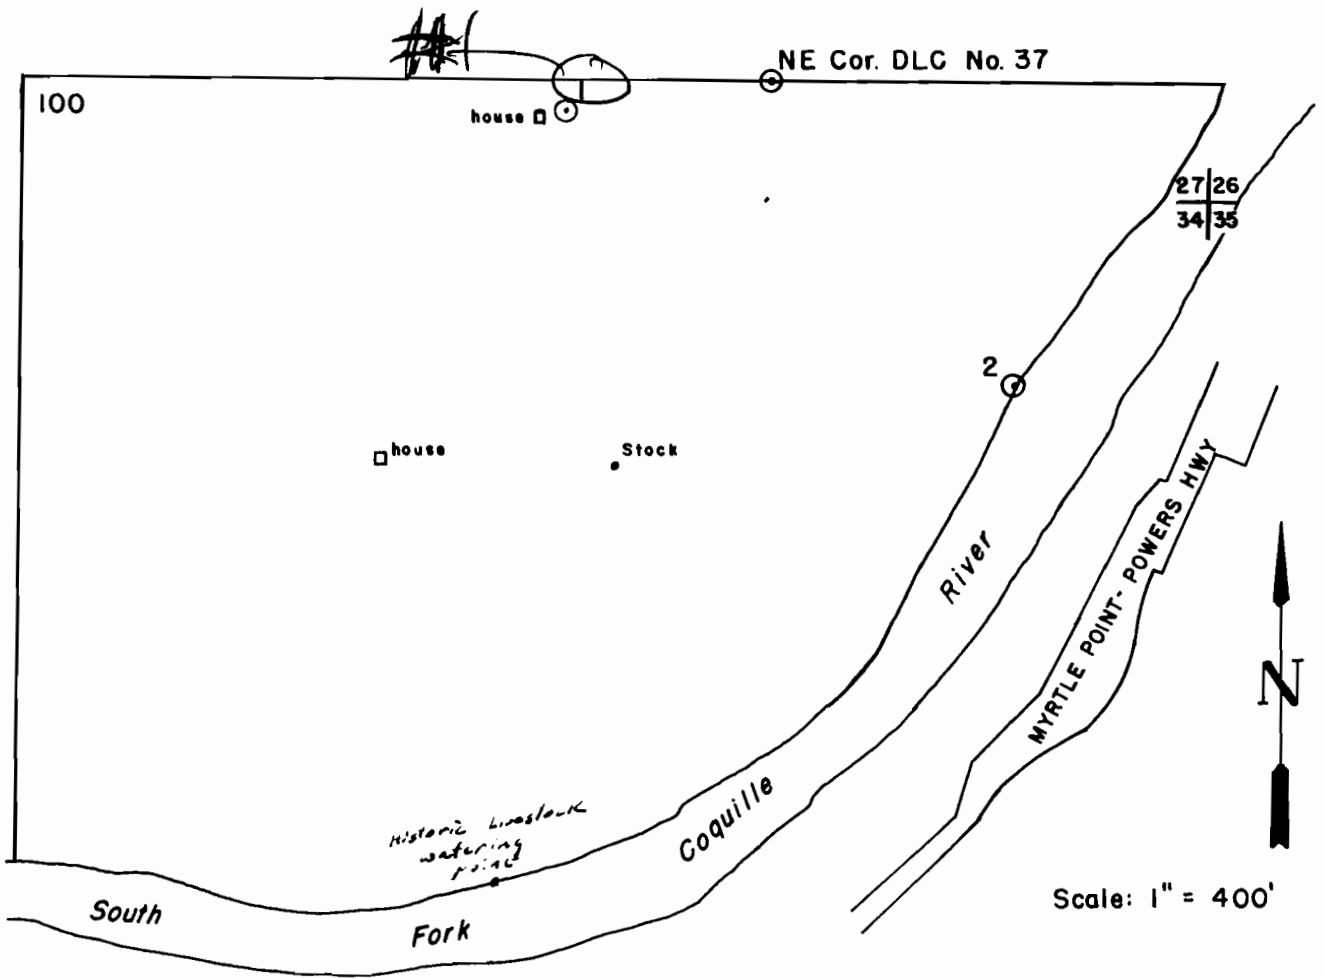 #1
NE Cor. DLC No. 37
100
house
27 26
34 35
2
house
Stock
River
MYRTLE POINT- POWERS HWY
N
Historic Livestock
watering
point
Coquille
South
Fork
Scale: 1" = 400'